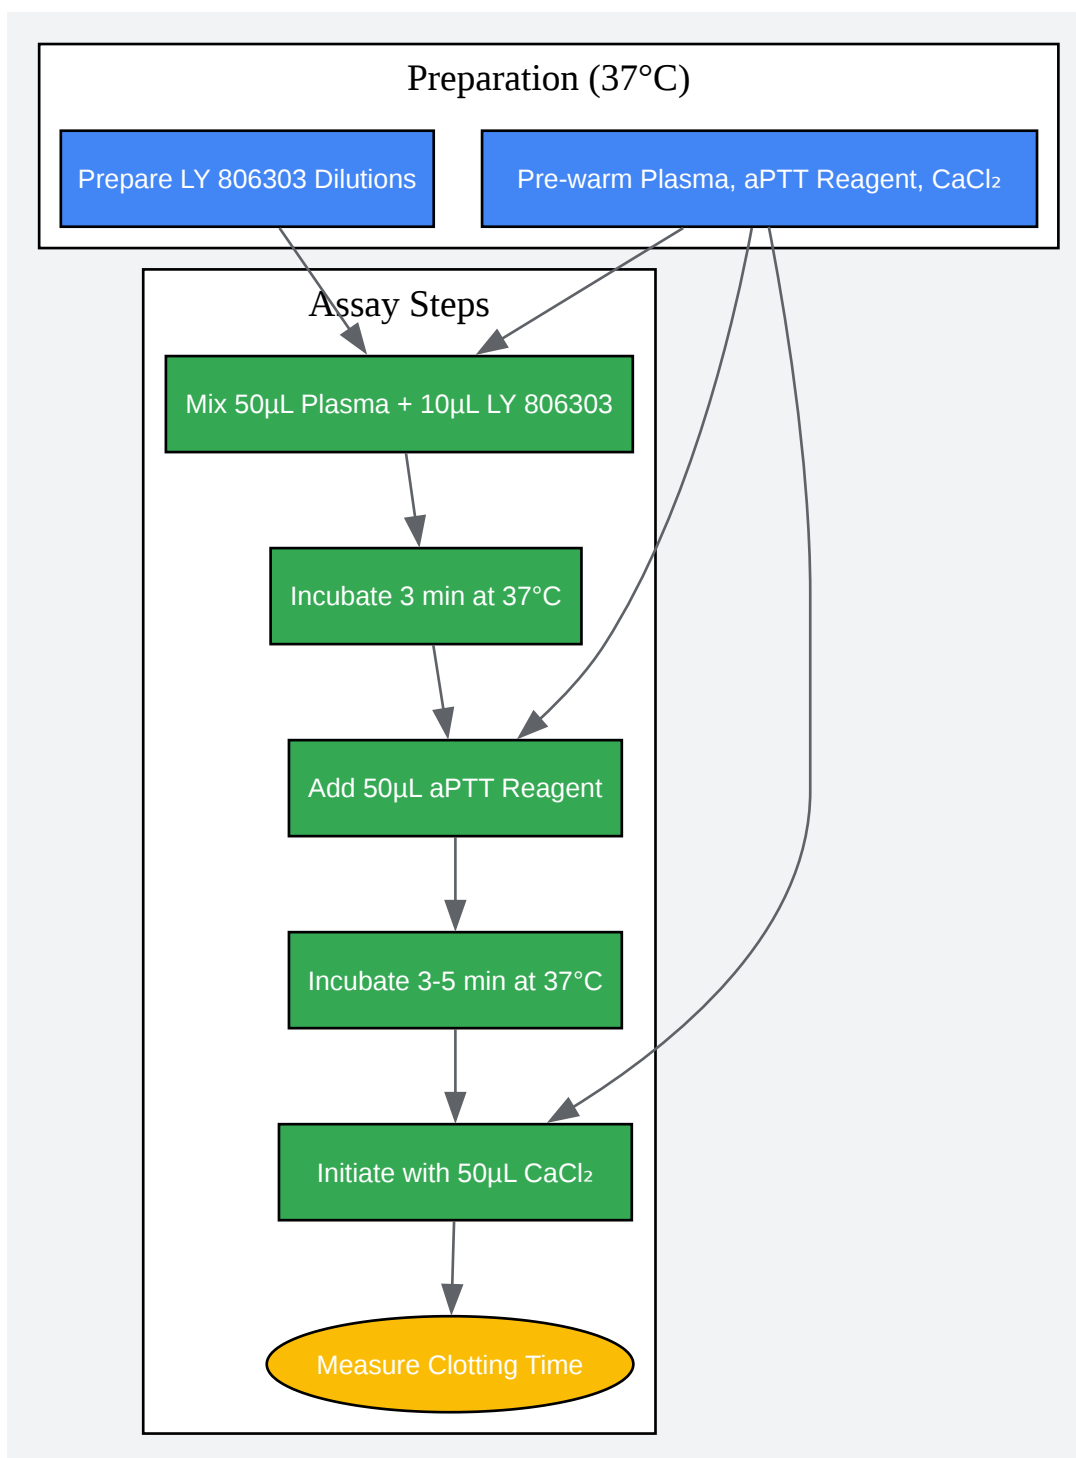 Preparation (37°C)
Prepare LY 806303 Dilutions
Pre-warm Plasma, aPTT Reagent, CaCl₂
Assay Steps
Mix 50µL Plasma + 10µL LY 806303
Incubate 3 min at 37°C
Add 50µL aPTT Reagent
Incubate 3-5 min at 37°C
Initiate with 50µL CaCl₂
Measure Clotting Time